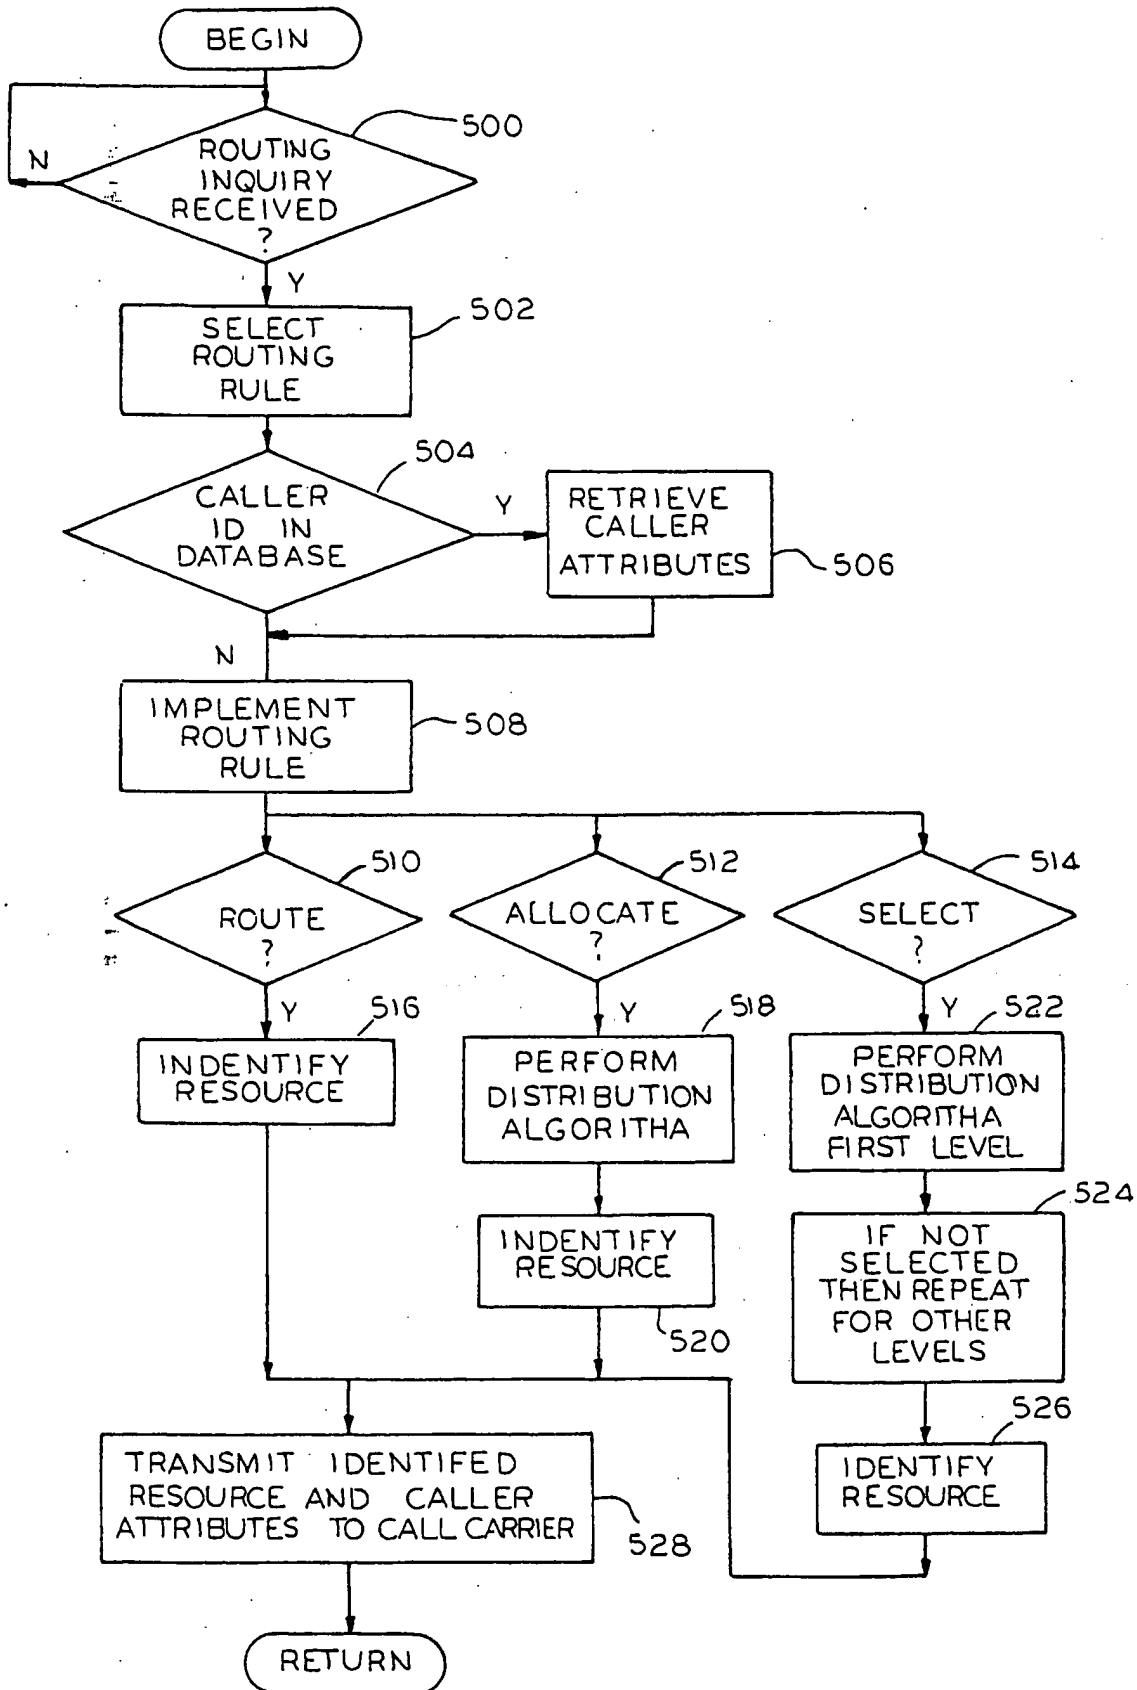 BEGIN
500
ROUTING
INQUIRY
RECEIVED
?
N
Y
502
SELECT
ROUTING
RULE
504
CALLER
ID IN
DATABASE
Y
RETRIEVE
CALLER
ATTRIBUTES
506
N
IMPLEMENT
ROUTING
RULE
508
510
ROUTE
?
512
ALLOCATE
?
514
SELECT
?
Y
516
INDENTIFY
RESOURCE
Y
518
PERFORM
DISTRIBUTION
ALGORITHA
INDENTIFY
RESOURCE
520
Y
522
PERFORM
DISTRIBUTION
ALGORITHA
FIRST LEVEL
524
IF NOT
SELECTED
THEN REPEAT
FOR OTHER
LEVELS
526
IDENTIFY
RESOURCE
TRANSMIT IDENTIFED
RESOURCE AND CALLER
ATTRIBUTES TO CALL CARRIER
528
RETURN